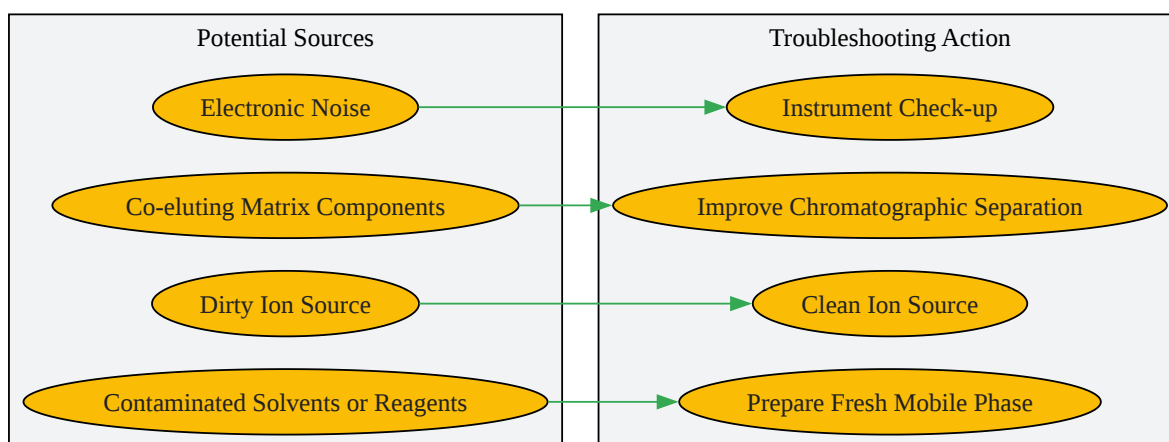 Potential Sources
Troubleshooting Action
Electronic Noise
Instrument Check-up
Co-eluting Matrix Components
Improve Chromatographic Separation
Dirty Ion Source
Clean Ion Source
Contaminated Solvents or Reagents
Prepare Fresh Mobile Phase